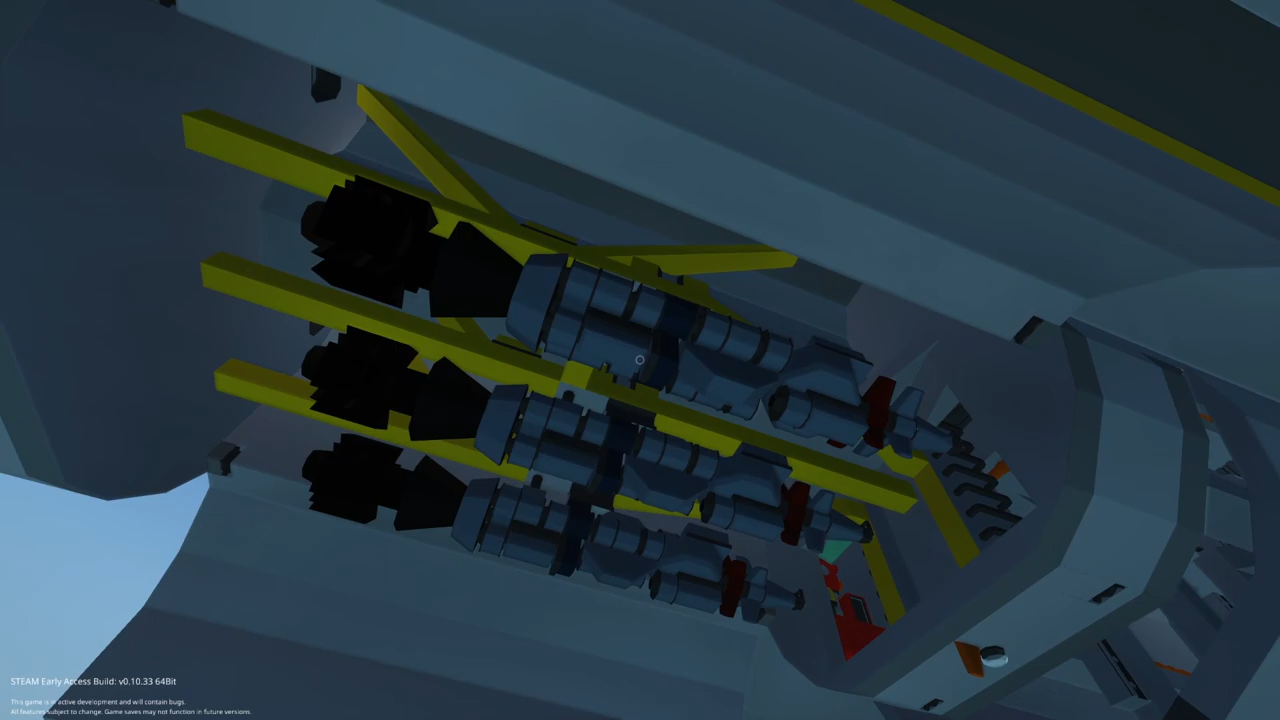 STEAM Early Access Build: v0.10.33 64Bit
This game is in active development and will contain bugs.
All features subject to change. Game saves may not function in future versions.